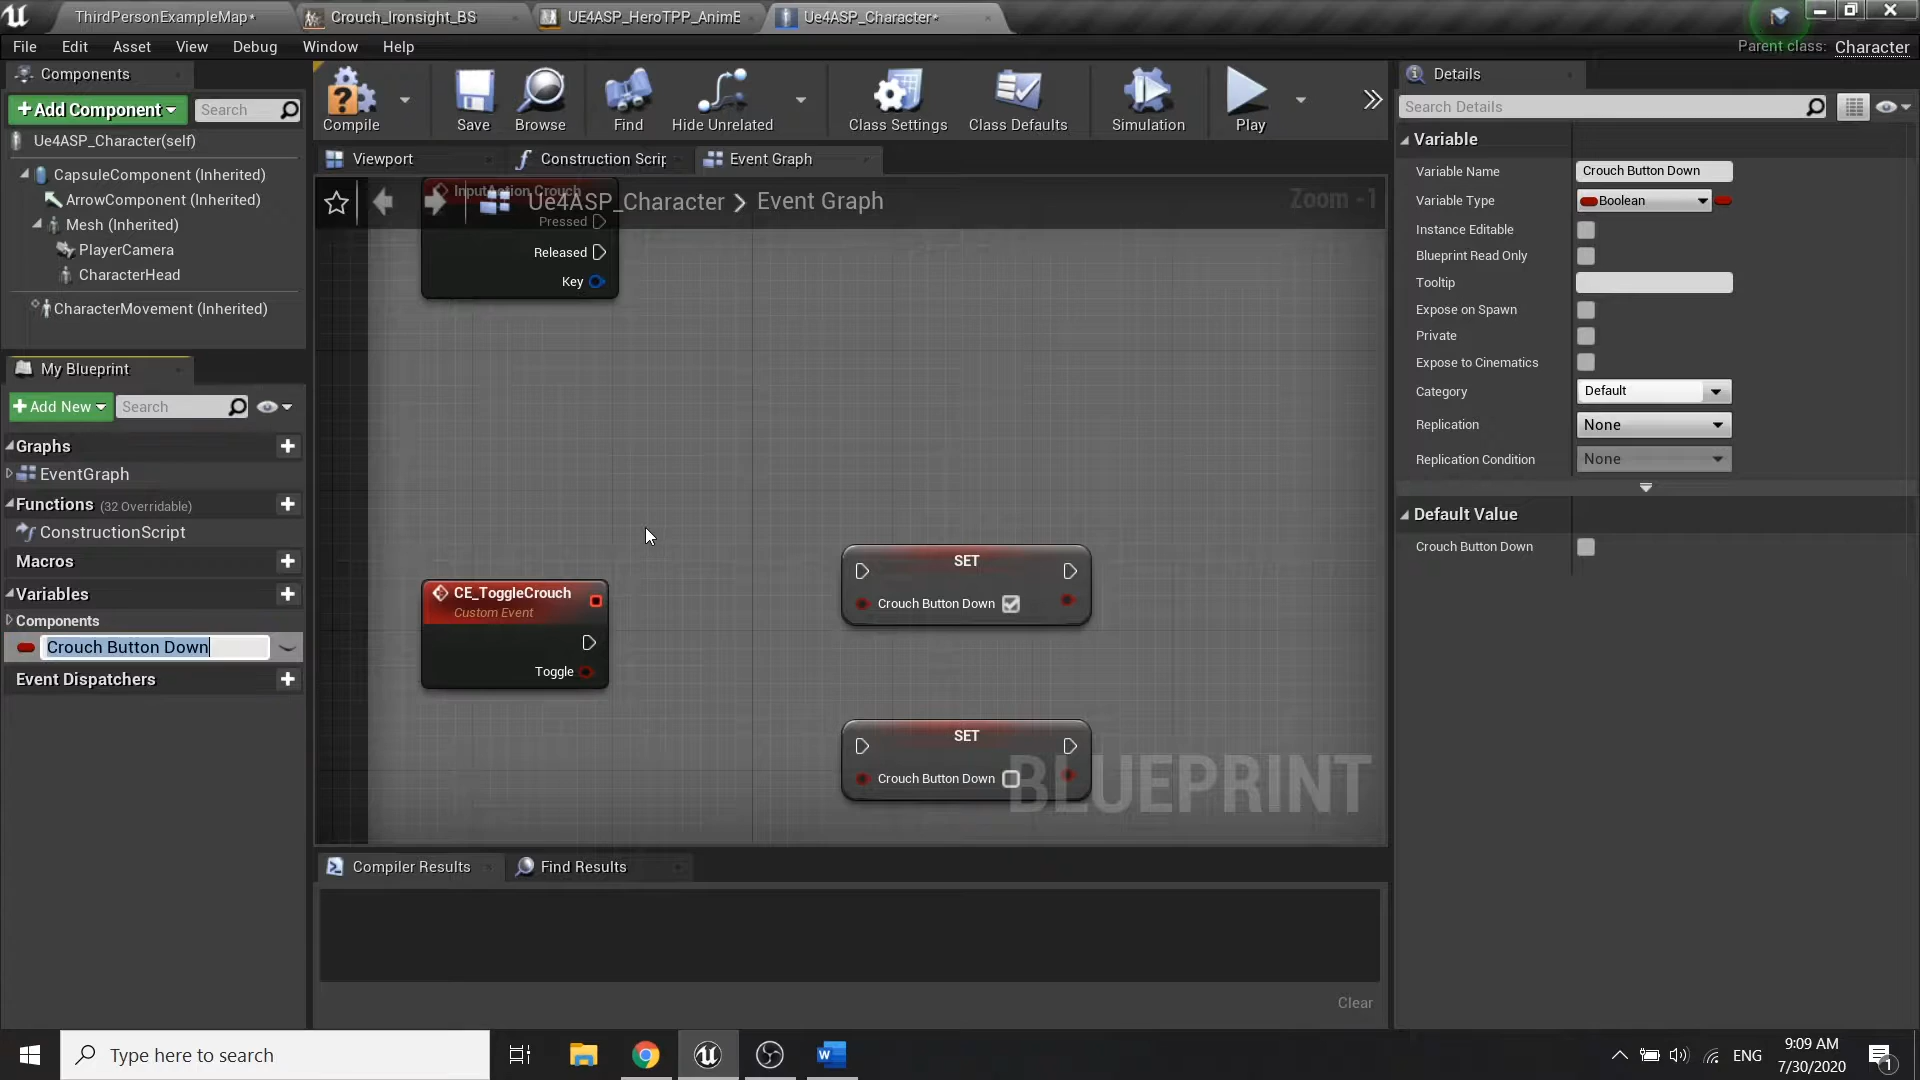 ThirdPersonExampleMap*
Crouch_Ironsight_BS
UE4ASP_HeroTPP_AnimB
Ue4ASP_Character*
File
Edit
Asset
View
Debug
Window
Help
Parent class: Character
Components
+Add Component
Search
Ue4ASP_Character(self)
CapsuleComponent (Inherited)
ArrowComponent (Inherited)
Mesh (Inherited)
PlayerCamera
CharacterHead
CharacterMovement (Inherited)
My Blueprint
+Add New
Search
Graphs
EventGraph
Functions (32 Overridable)
ConstructionScript
Macros
Variables
Components
Crouch Button Down
Event Dispatchers
Compile
Save
Browse
Find
Hide Unrelated
Class Settings
Class Defaults
Simulation
Play
Viewport
Construction Scrip
Event Graph
Ue4ASP_Character > Event Graph
Zoom -1
InputAction Crouch
Pressed
Released
Key
CE_ToggleCrouch
Custom Event
Toggle
SET
Crouch Button Down
SET
Crouch Button Down
BLUEPRINT
Compiler Results
Find Results
Clear
Details
Search Details
Variable
Variable Name
Crouch Button Down
Variable Type
Boolean
Instance Editable
Blueprint Read Only
Tooltip
Expose on Spawn
Private
Expose to Cinematics
Category
Default
Replication
None
Replication Condition
None
Default Value
Crouch Button Down
Type here to search
ENG
9:09 AM
7/30/2020
1